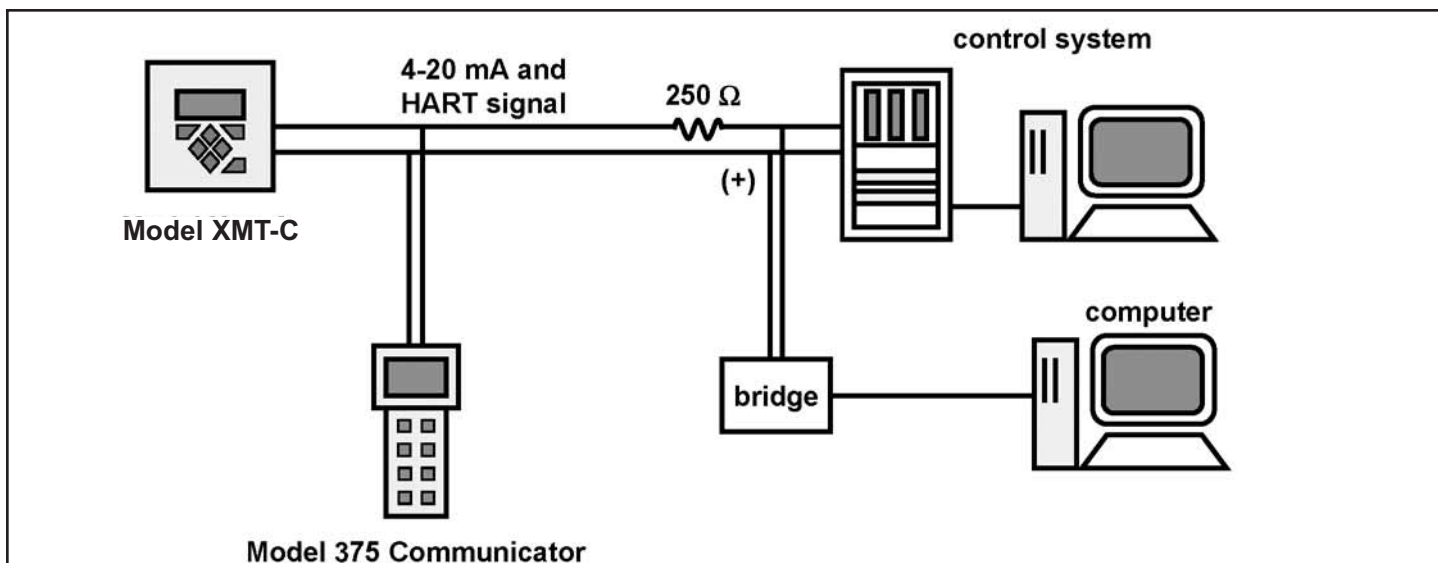 control system
4-20 mA and
HART signal
250 Ω
(+)
Model XMT-C
computer
bridge
Model 375 Communicator